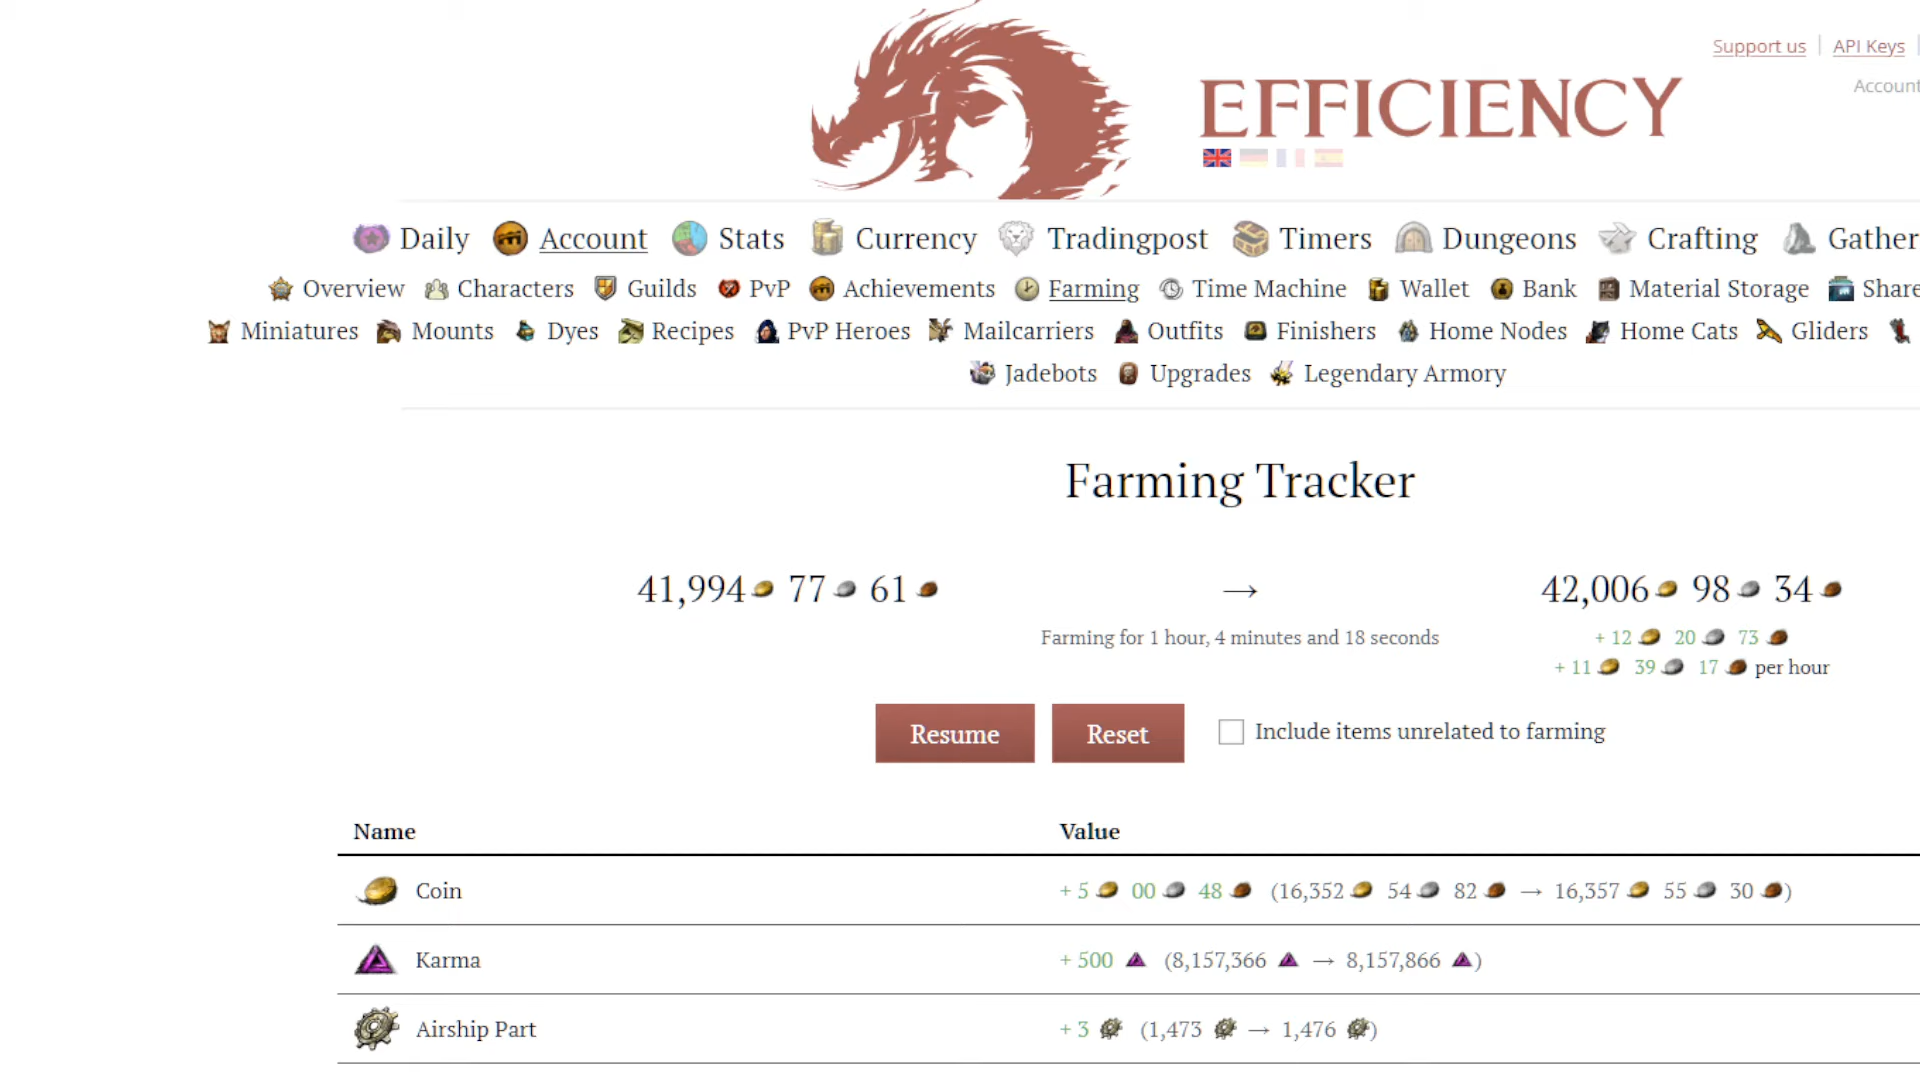 Support us | API Keys
EFFICIENCY
Account
Daily Account Stats Currency Tradingpost Timers Dungeons Crafting Gather
Overview Characters Guilds PvP Achievements Farming Time Machine Wallet Bank Material Storage Share
Miniatures Mounts Dyes Recipes PvP Heroes Mailcarriers Outfits Finishers Home Nodes Home Cats Gliders
Jadebots Upgrades Legendary Armory
Farming Tracker
41,994 77 61 → 42,006 98 34
Farming for 1 hour, 4 minutes and 18 seconds + 12 20 73
+ 11 39 17 per hour
Resume Reset Include items unrelated to farming
Name Value
Coin + 5 00 48 (16,352 54 82 → 16,357 55 30)
Karma + 500 (8,157,366 → 8,157,866)
Airship Part + 3 (1,473 → 1,476)